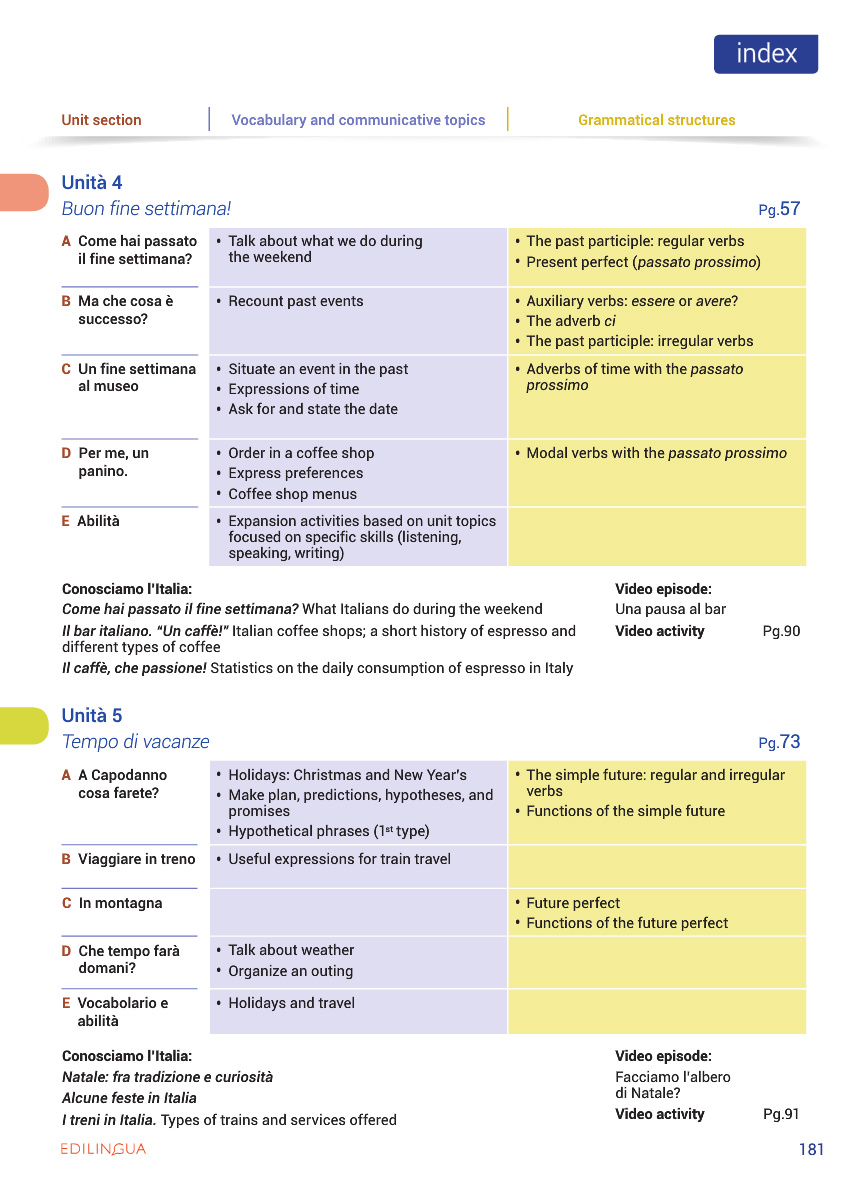 index
Unit section
Vocabulary and communicative topics
Grammatical structures
Unità 4
Buon fine settimana!
Pg.57
A Come hai passato
il fine settimana?
• Talk about what we do during
the weekend
• The past participle: regular verbs
• Present perfect (passato prossimo)
B Ma che cosa è
successo?
• Recount past events
• Auxiliary verbs: essere or avere?
• The adverb ci
• The past participle: irregular verbs
C Un fine settimana
al museo
• Situate an event in the past
• Expressions of time
• Ask for and state the date
• Adverbs of time with the passato
prossimo
D Per me, un
panino.
• Order in a coffee shop
• Express preferences
• Coffee shop menus
• Modal verbs with the passato prossimo
E Abilità
• Expansion activities based on unit topics
focused on specific skills (listening,
speaking, writing)
Conosciamo l'Italia:
Come hai passato il fine settimana? What Italians do during the weekend
Il bar italiano. “Un caffè!” Italian coffee shops; a short history of espresso and
different types of coffee
Il caffè, che passione! Statistics on the daily consumption of espresso in Italy
Video episode:
Una pausa al bar
Video activity Pg.90
Unità 5
Tempo di vacanze
Pg.73
A A Capodanno
cosa farete?
• Holidays: Christmas and New Year's
• Make plan, predictions, hypotheses, and
promises
• Hypothetical phrases (1st type)
• The simple future: regular and irregular
verbs
• Functions of the simple future
B Viaggiare in treno
• Useful expressions for train travel
C In montagna
• Future perfect
• Functions of the future perfect
D Che tempo farà
domani?
• Talk about weather
• Organize an outing
E Vocabolario e
abilità
• Holidays and travel
Conosciamo l'Italia:
Natale: fra tradizione e curiosità
Alcune feste in Italia
I treni in Italia. Types of trains and services offered
Video episode:
Facciamo l'albero
di Natale?
Video activity Pg.91
EDILINGUA
181